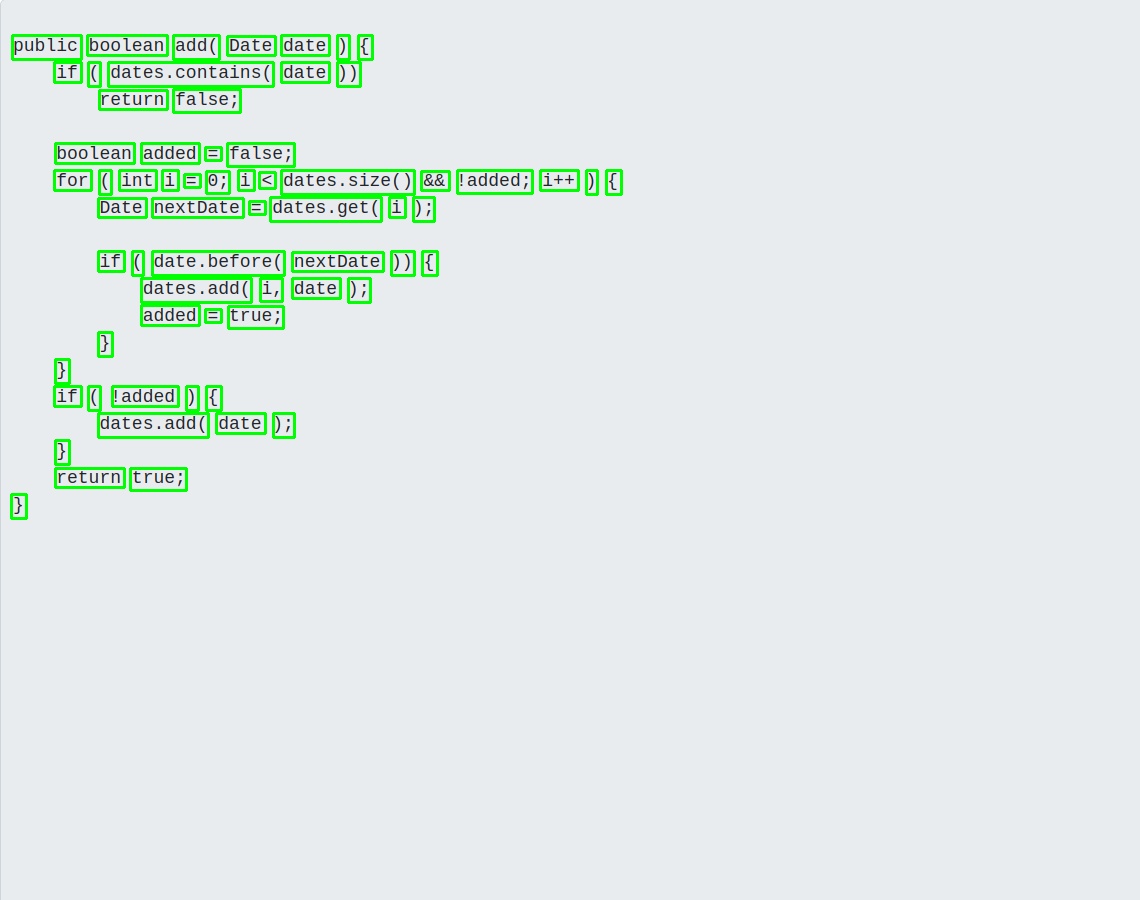 public boolean add( Date date ) {
if ( dates.contains( date ))
return false;
boolean added = false;
for ( int i = 0; i < dates.size() && !added; i++ ) {
Date nextDate = dates.get( i );
if ( date.before( nextDate )) {
dates.add( i, date );
added = true;
}
}
if ( !added ) {
dates.add( date );
}
return true;
}